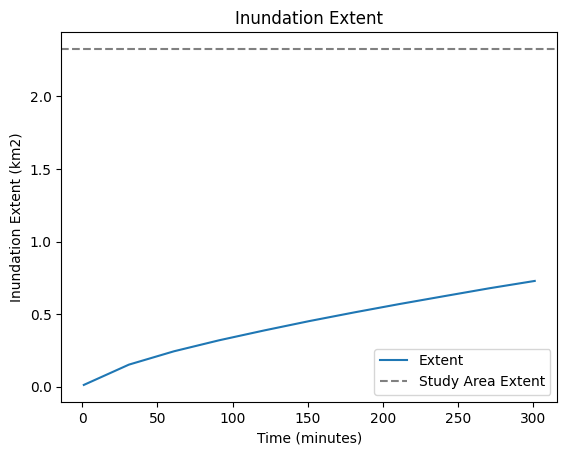 Inundation Extent
Inundation Extent (km2)
2.0
1.5
1.0
0.5
0.0
0 50 100 150 200 250 300
Time (minutes)
Extent
Study Area Extent